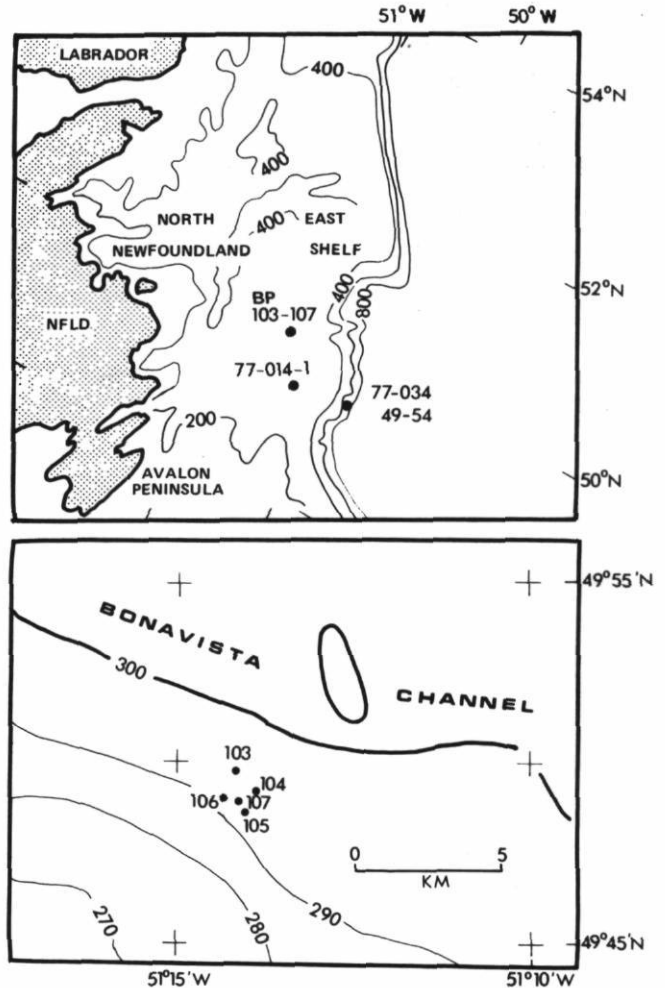 51° W 50° W
LABRADOR
400
54°N
400
NORTH EAST
400
NEWFOUNDLAND SHELF
52°N
400
800
BP
103-107
NFLD.
77-014-1
77-034
49-54
200
50°N
AVALON
PENINSULA
49°55'N
BONAVISTA
300
CHANNEL
103
104
106 107
105
0 5
KM
270
280
290
49°45'N
51°15'W 51°10'W